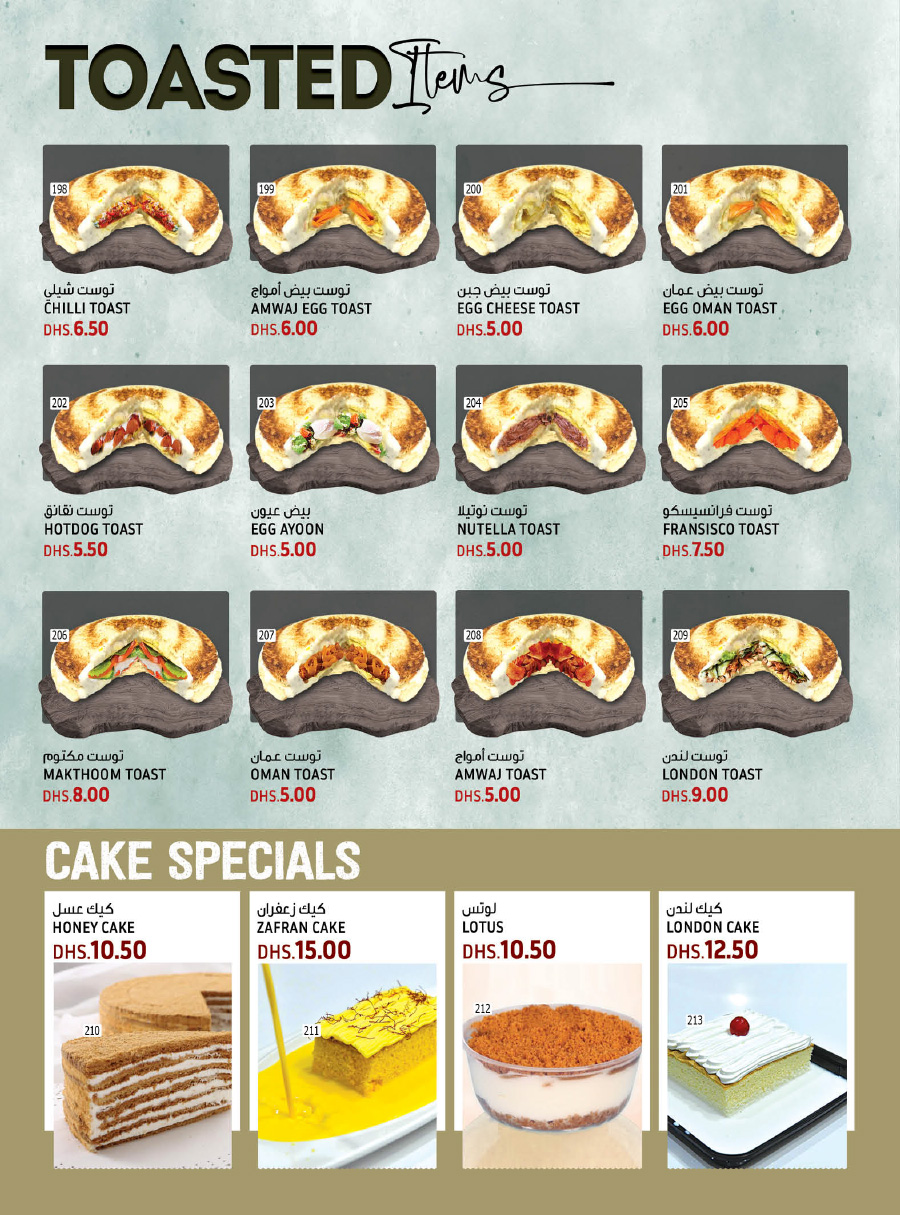 TOASTED Items
198
توست شيلي
CHILLI TOAST
DHS.6.50
199
توست بيض أمواج
AMWAJ EGG TOAST
DHS.6.00
200
توست بيض جبن
EGG CHEESE TOAST
DHS.5.00
201
توست بيض عمان
EGG OMAN TOAST
DHS.6.00
202
توست نقانق
HOTDOG TOAST
DHS.5.50
203
بيض عيون
EGG AYOON
DHS.5.00
204
توست نوتيلا
NUTELLA TOAST
DHS.5.00
205
توست فرانسيسكو
FRANSISCO TOAST
DHS.7.50
206
توست مكتوم
MAKTHOOM TOAST
DHS.8.00
207
توست عمان
OMAN TOAST
DHS.5.00
208
توست أمواج
AMWAJ TOAST
DHS.5.00
209
توست لندن
LONDON TOAST
DHS.9.00
CAKE SPECIALS
كيك عسل
HONEY CAKE
DHS.10.50
210
كيك زعفران
ZAFRAN CAKE
DHS.15.00
211
لوتس
LOTUS
DHS.10.50
212
كيك لندن
LONDON CAKE
DHS.12.50
213